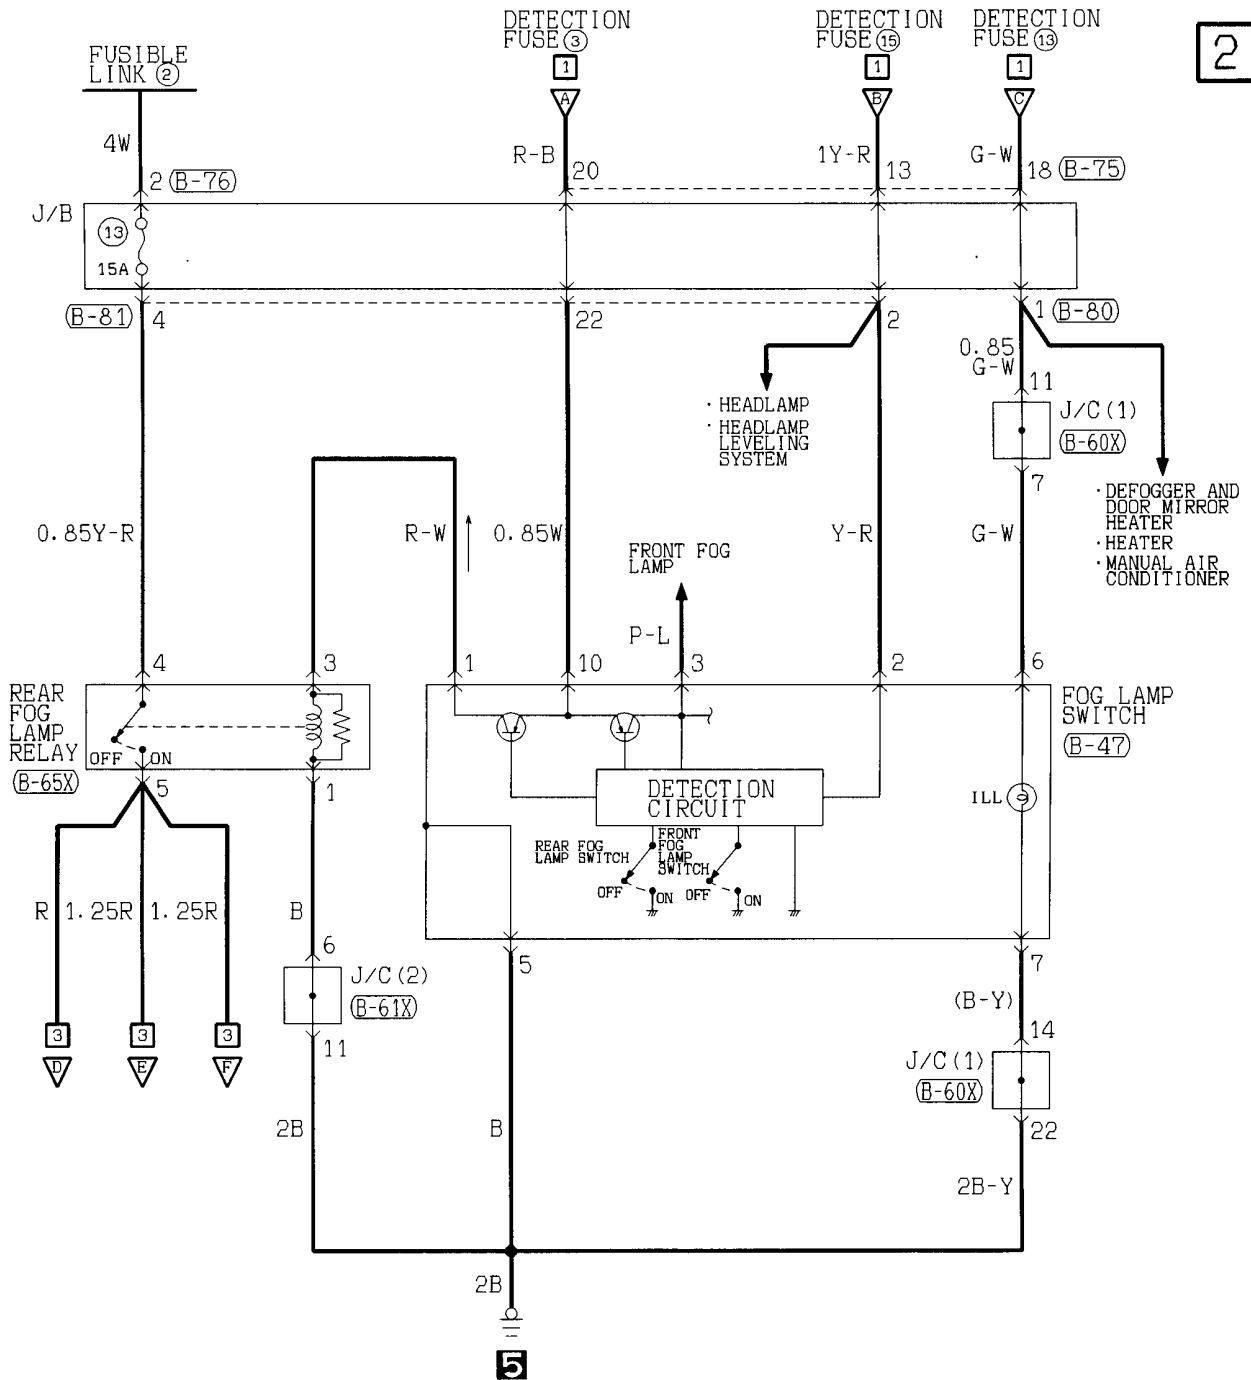 DETECTION
FUSE ③
1
A
DETECTION
FUSE ⑮
1
B
DETECTION
FUSE ⑬
1
C
2
FUSIBLE
LINK ②
4W
R-B
1Y-R
G-W
2 (B-76)
20
13
18 (B-75)
J/B
⑬
15A
(B-81) 4
22
2
1 (B-80)
0.85
G-W
11
J/C(1)
(B-60X)
7
· HEADLAMP
· HEADLAMP
LEVELING
SYSTEM
· DEFOGGER AND
DOOR MIRROR
HEATER
· HEATER
· MANUAL AIR
CONDITIONER
0.85Y-R
R-W
0.85W
FRONT FOG
LAMP
P-L
Y-R
G-W
4
3
1
10
3
2
6
REAR
FOG
LAMP
RELAY
(B-65X)
OFF
ON
5
1
FOG LAMP
SWITCH
(B-47)
DETECTION
CIRCUIT
ILL
REAR FOG
LAMP SWITCH
OFF
ON
FRONT
FOG
LAMP
SWITCH
OFF
ON
R
1.25R
1.25R
B
6
J/C(2)
(B-61X)
11
5
7
(B-Y)
14
J/C(1)
(B-60X)
22
3
D
3
E
3
F
2B
B
2B-Y
2B
5